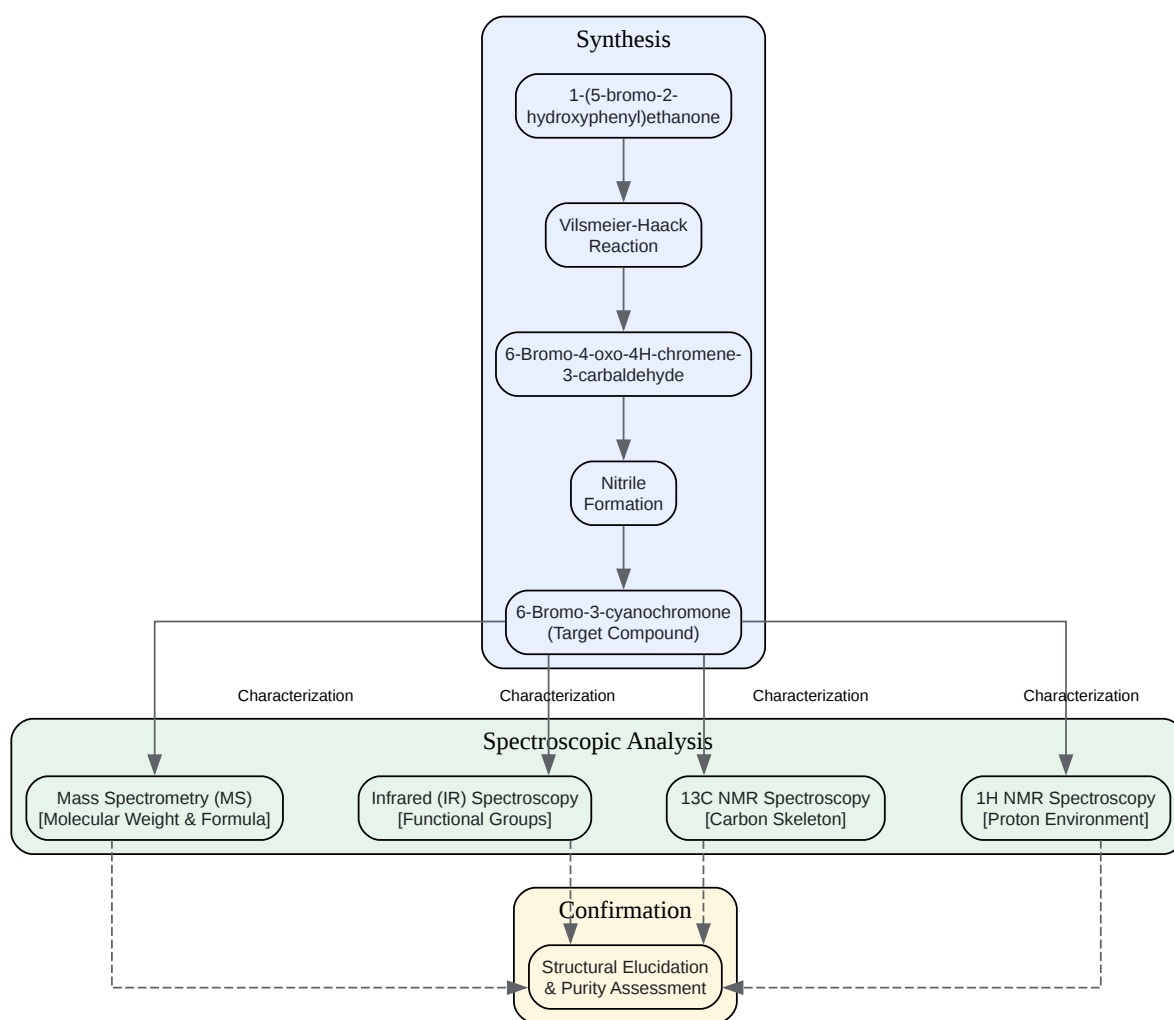 Synthesis
1-(5-bromo-2-
hydroxyphenyl)ethanone
Vilsmeier-Haack
Reaction
6-Bromo-4-oxo-4H-chromene-
3-carbaldehyde
Nitrile
Formation
6-Bromo-3-cyanochromone
(Target Compound)
Characterization
Characterization
Characterization
Characterization
Spectroscopic Analysis
Mass Spectrometry (MS)
[Molecular Weight & Formula]
Infrared (IR) Spectroscopy
[Functional Groups]
13C NMR Spectroscopy
[Carbon Skeleton]
1H NMR Spectroscopy
[Proton Environment]
Confirmation
Structural Elucidation
& Purity Assessment